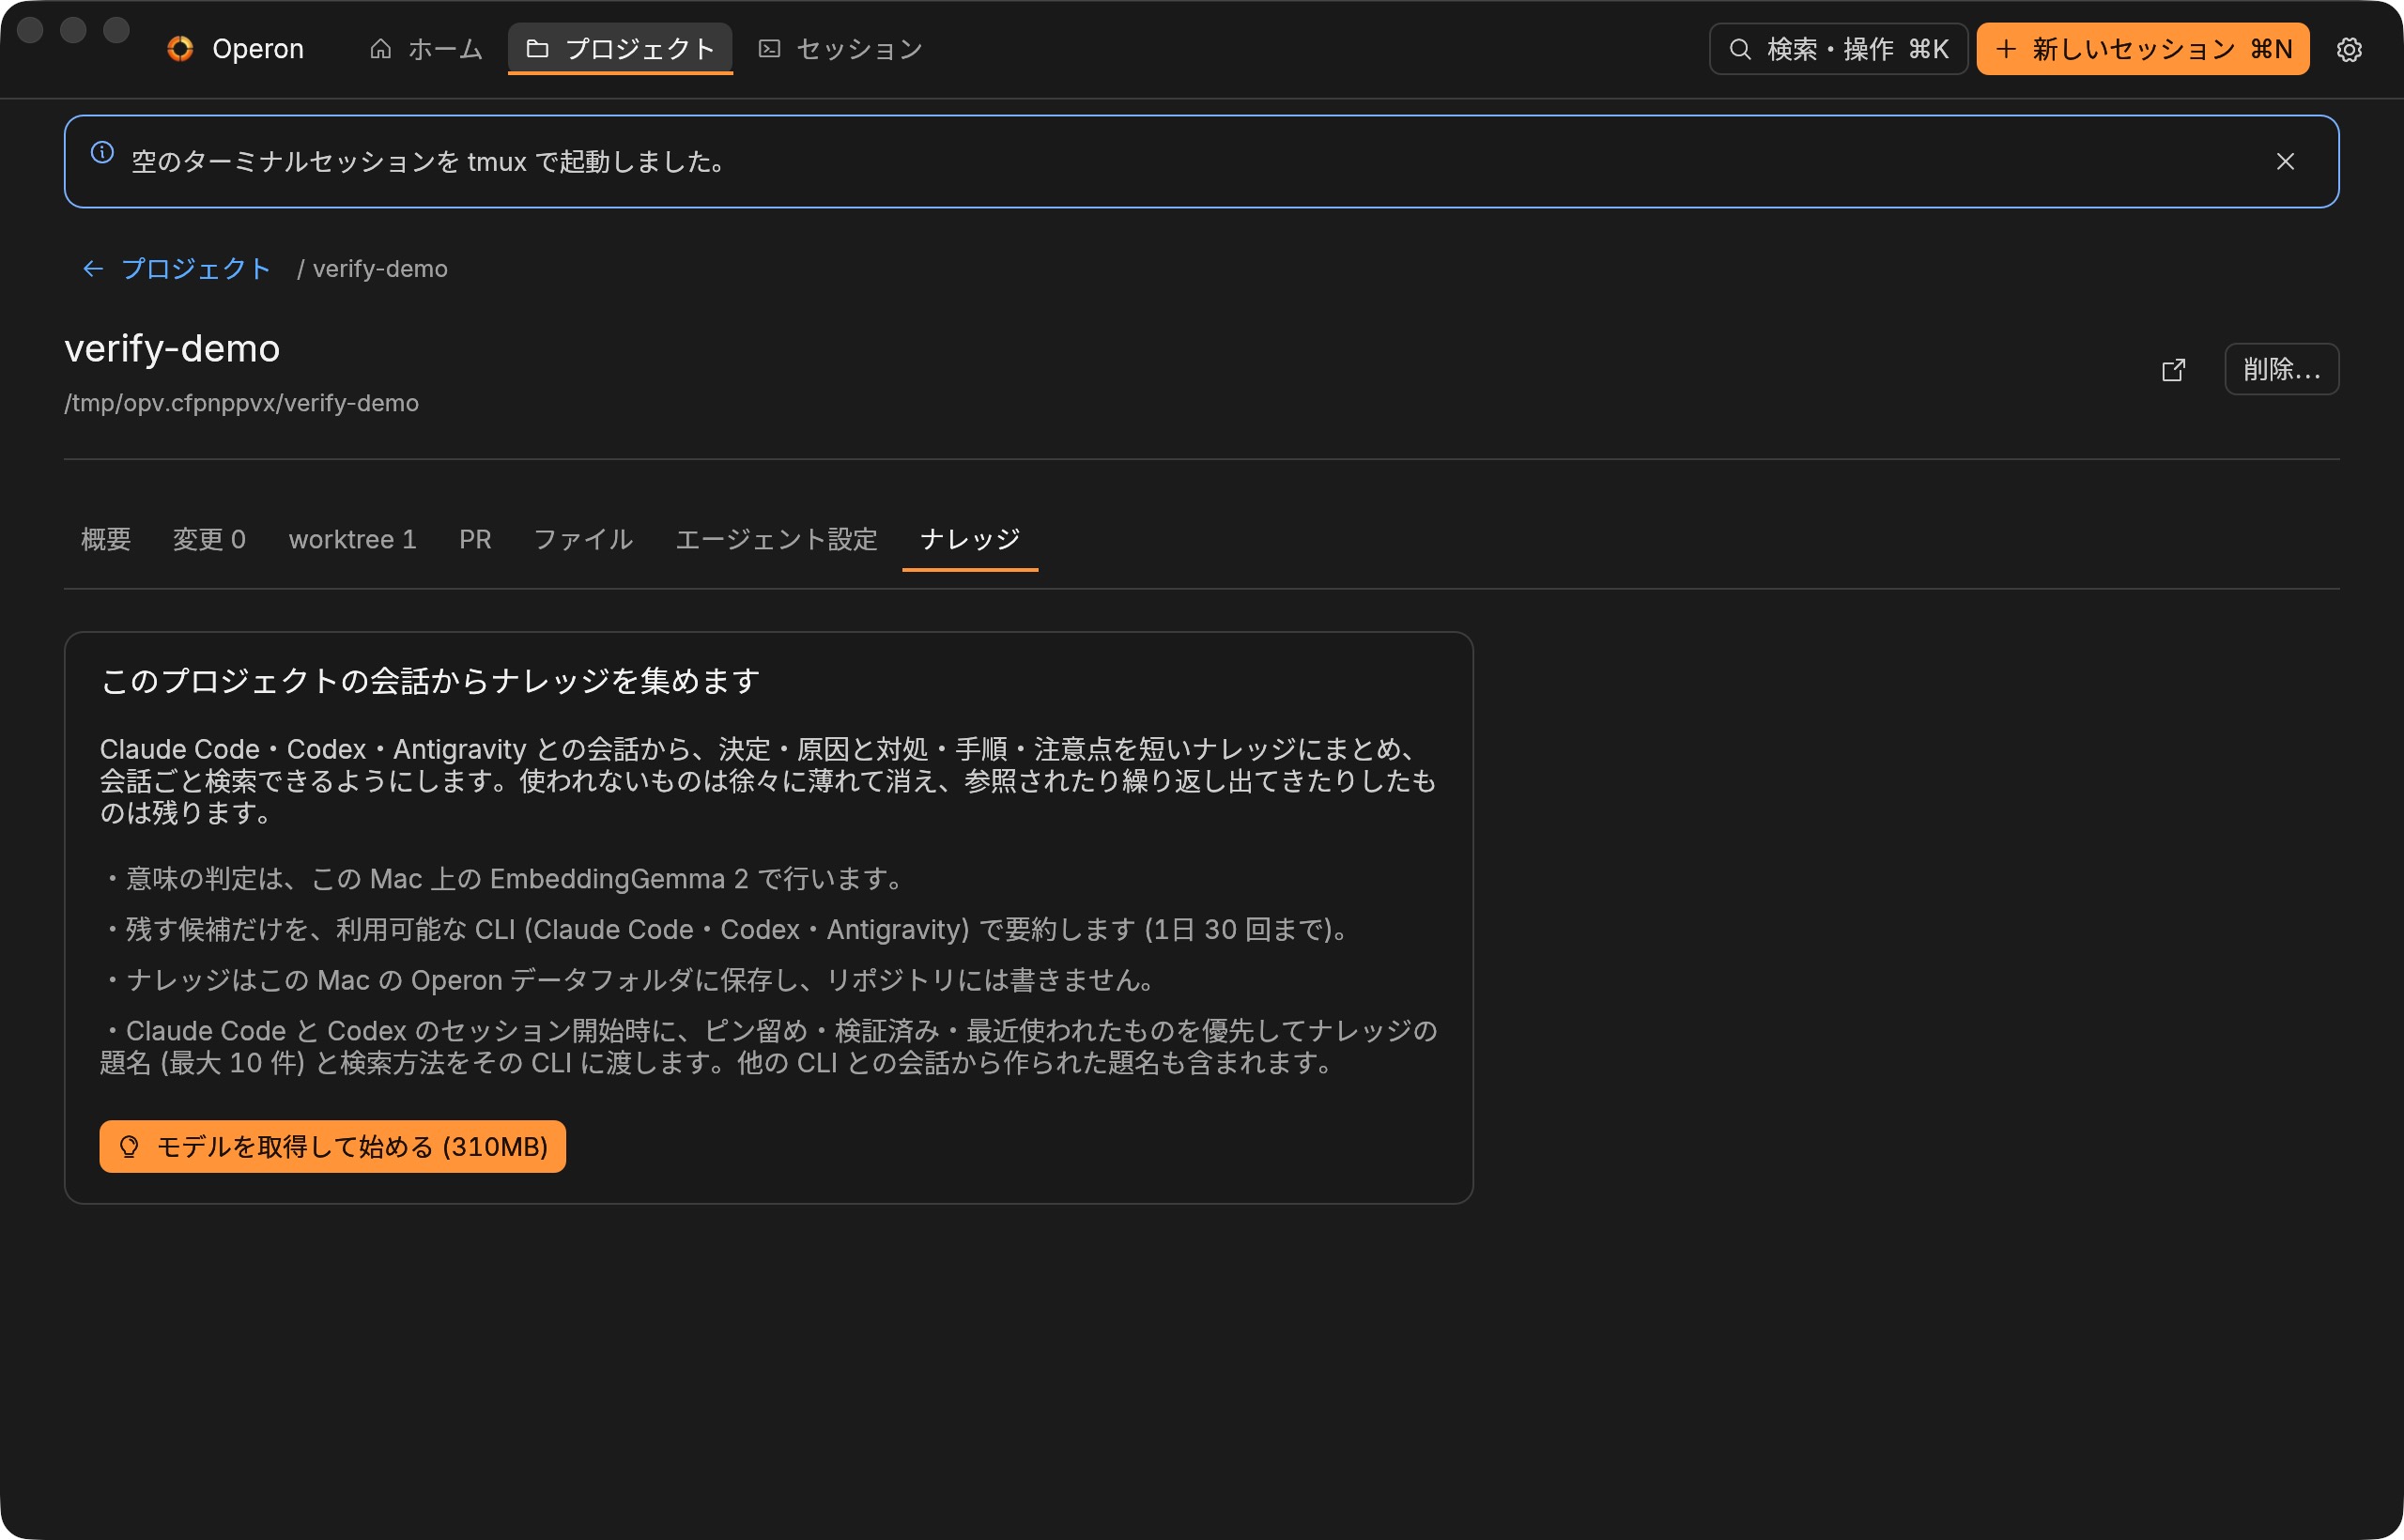 Operon
ホーム
プロジェクト
セッション
検索・操作 ⌘K
新しいセッション ⌘N
空のターミナルセッションを tmux で起動しました。
← プロジェクト / verify-demo
verify-demo
/tmp/opv.cfpnppvx/verify-demo
削除...
概要
変更 0
worktree 1
PR
ファイル
エージェント設定
ナレッジ
このプロジェクトの会話からナレッジを集めます
Claude Code・Codex・Antigravity との会話から、決定・原因と対処・手順・注意点を短いナレッジにまとめ、
会話ごと検索できるようにします。使われないものは徐々に薄れて消え、参照されたり繰り返し出てきたりしたも
のは残ります。
・意味の判定は、この Mac 上の EmbeddingGemma 2 で行います。
・残す候補だけを、利用可能な CLI (Claude Code・Codex・Antigravity) で要約します (1日 30 回まで)。
・ナレッジはこの Mac の Operon データフォルダに保存し、リポジトリには書きません。
・Claude Code と Codex のセッション開始時に、ピン留め・検証済み・最近使われたものを優先してナレッジの
題名 (最大 10 件) と検索方法をその CLI に渡します。他の CLI との会話から作られた題名も含まれます。
モデルを取得して始める (310MB)